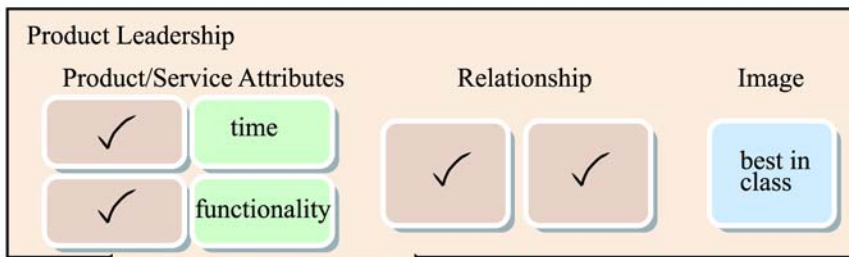 Product Leadership
Product/Service Attributes
Relationship
Image
✓
time
✓
functionality
✓
✓
best in
class